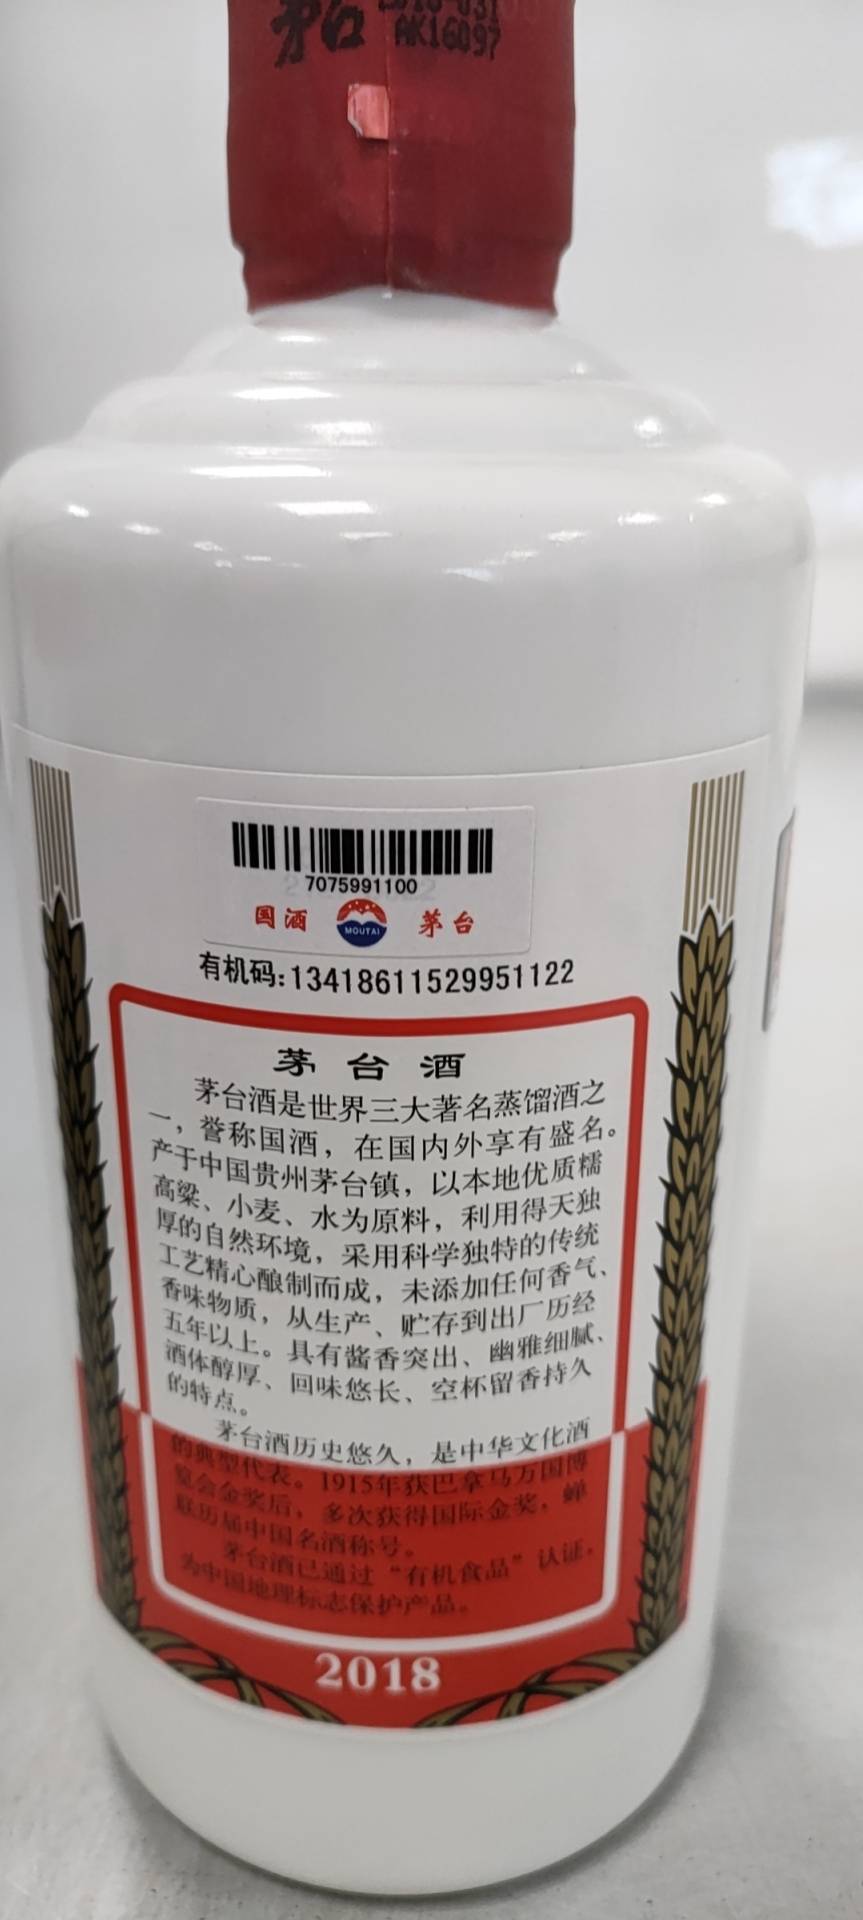 茅台
2018-031
AK16097
7075991100
国酒 MOUTAI 茅台
有机码:13418611529951122
茅台酒
茅台酒是世界三大著名蒸馏酒之
一，誉称国酒，在国内外享有盛名。
产于中国贵州茅台镇，以本地优质糯
高粱、小麦、水为原料，利用得天独
厚的自然环境，采用科学独特的传统
工艺精心酿制而成，未添加任何香气、
香味物质，从生产、贮存到出厂历经
五年以上。具有酱香突出、幽雅细腻、
酒体醇厚、回味悠长、空杯留香持久
的特点。
茅台酒历史悠久，是中华文化酒
的典型代表。1915年获巴拿马万国博
览会金奖后，多次获得国际金奖，蝉
联历届中国名酒称号。
茅台酒已通过“有机食品”认证，
为中国地理标志保护产品。
2018